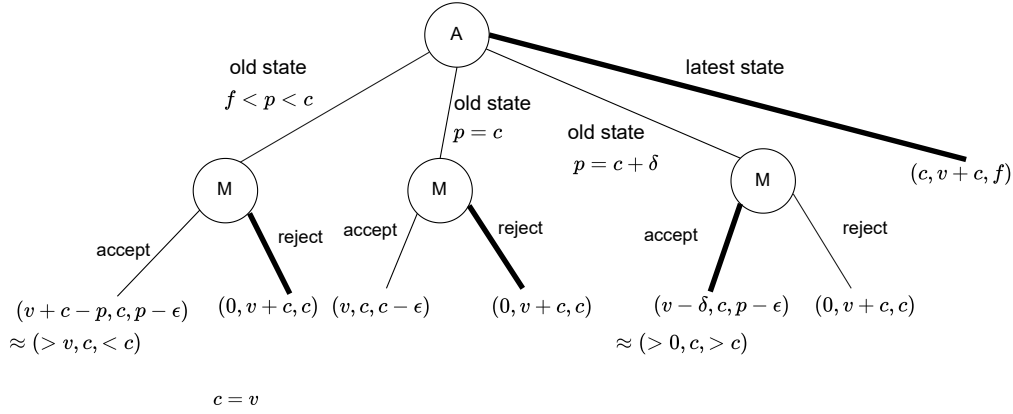 A
old state
f < p < c
old state
p = c
old state
p = c + δ
latest state
(c, v + c, f)
M
M
M
accept
reject
accept
reject
accept
reject
(v + c − p, c, p − ϵ)
≈ (> v, c, < c)
(0, v + c, c)
(v, c, c − ϵ)
(0, v + c, c)
(v − δ, c, p − ϵ)
≈ (> 0, c, > c)
(0, v + c, c)
c = v